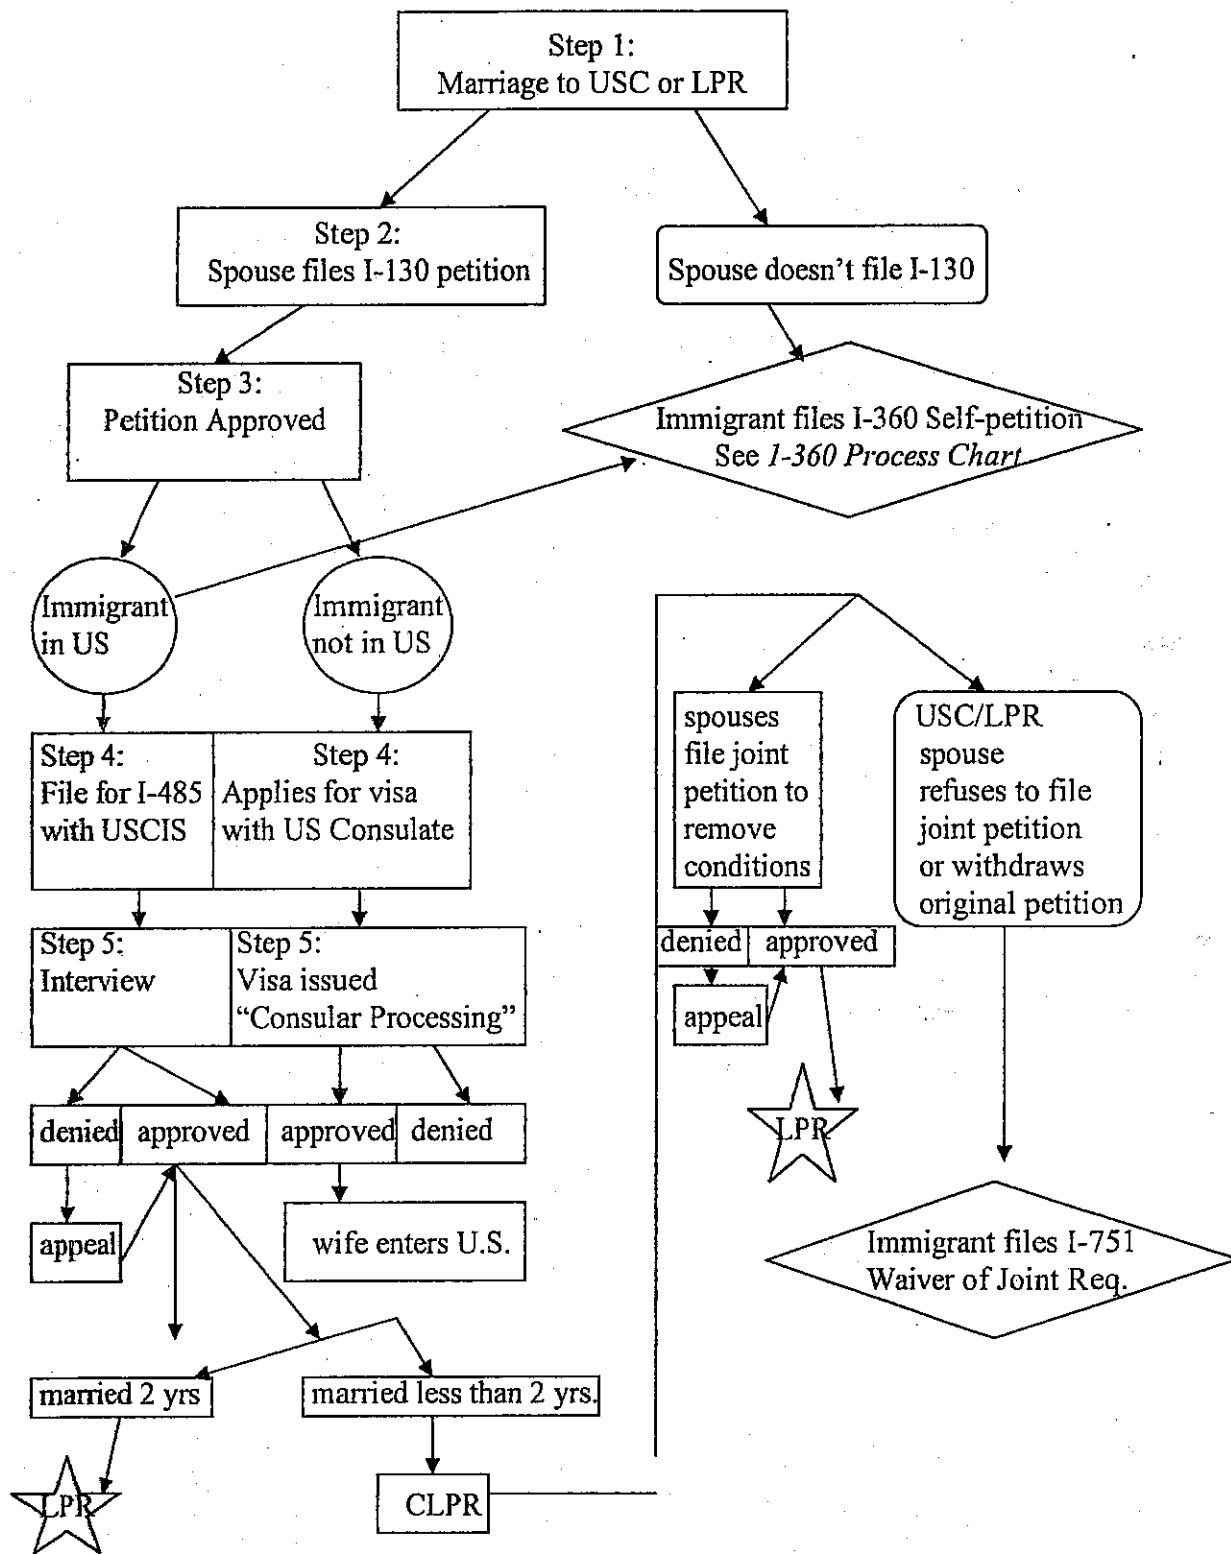 Step 1:
Marriage to USC or LPR
Step 2:
Spouse files I-130 petition
Spouse doesn't file I-130
Step 3:
Petition Approved
Immigrant files I-360 Self-petition
See 1-360 Process Chart
Immigrant
in US
Immigrant
not in US
Step 4:
File for I-485
with USCIS
Step 4:
Applies for visa
with US Consulate
Step 5:
Interview
Step 5:
Visa issued
“Consular Processing”
denied
approved
approved
denied
appeal
wife enters U.S.
married 2 yrs
married less than 2 yrs.
LPR
CLPR
spouses
file joint
petition to
remove
conditions
USC/LPR
spouse
refuses to file
joint petition
or withdraws
original petition
denied
approved
appeal
LPR
Immigrant files I-751
Waiver of Joint Req.